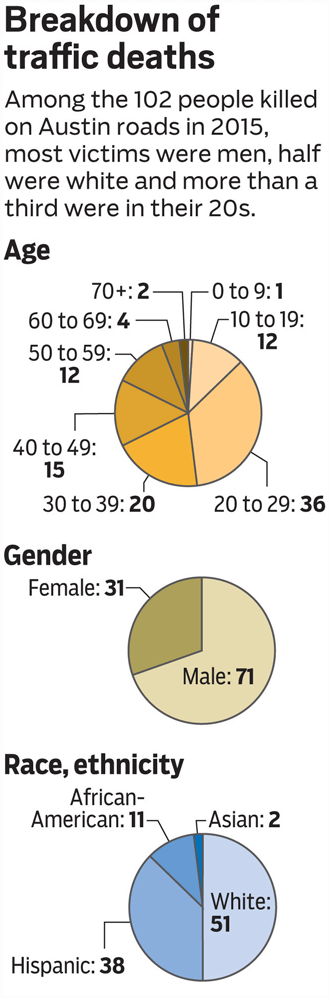 Breakdown of
traffic deaths
Among the 102 people killed
on Austin roads in 2015,
most victims were men, half
were white and more than a
third were in their 20s.
Age
70+: 2
0 to 9: 1
60 to 69: 4
10 to 19:
12
50 to 59:
12
40 to 49:
15
30 to 39: 20
20 to 29: 36
Gender
Female: 31
Male: 71
Race, ethnicity
African-
American: 11
Asian: 2
White:
51
Hispanic: 38